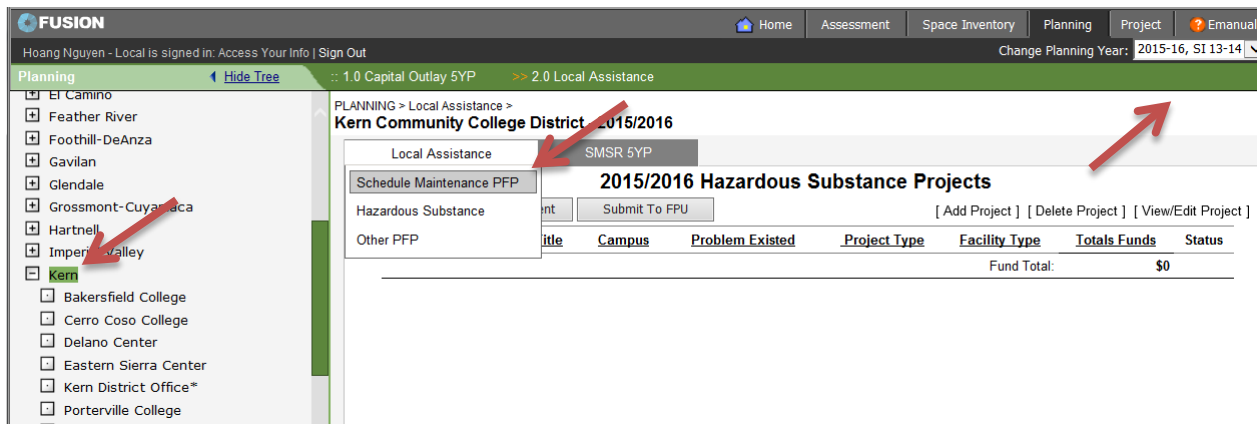 FUSION
Home Assessment Space Inventory Planning Project Emanual
Hoang Nguyen - Local is signed in: Access Your Info | Sign Out Change Planning Year: 2015-16, SI 13-14
Planning Hide Tree :: 1.0 Capital Outlay 5YP >> 2.0 Local Assistance
El Camino
Feather River
Foothill-DeAnza
Gavilan
Glendale
Grossmont-Cuyamaca
Hartnell
Imperial Valley
Kern
Bakersfield College
Cerro Coso College
Delano Center
Eastern Sierra Center
Kern District Office*
Porterville College
PLANNING > Local Assistance >
Kern Community College District 2015/2016
Local Assistance SMSR 5YP
Schedule Maintenance PFP
Hazardous Substance
Other PFP
2015/2016 Hazardous Substance Projects
Submit To FPU [ Add Project ] [ Delete Project ] [ View/Edit Project ]
Campus Problem Existed Project Type Facility Type Totals Funds Status
Fund Total: $0